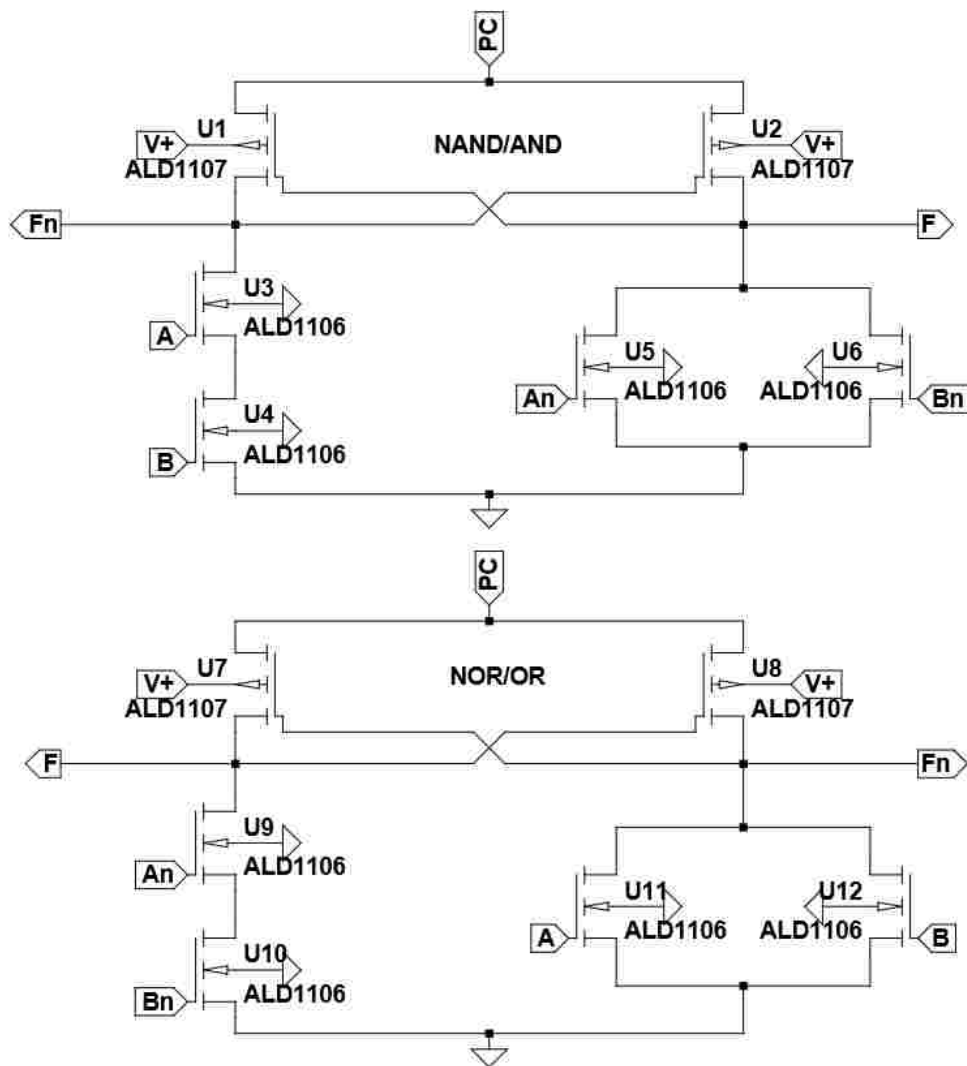 PC
U1
U2
V+
NAND/AND
V+
ALD1107
ALD1107
Fn
F
U3
A
ALD1106
U5
U6
An
ALD1106
ALD1106
Bn
U4
B
ALD1106
PC
U7
U8
V+
NOR/OR
V+
ALD1107
ALD1107
F
Fn
U9
An
ALD1106
U11
U12
A
ALD1106
ALD1106
B
U10
Bn
ALD1106